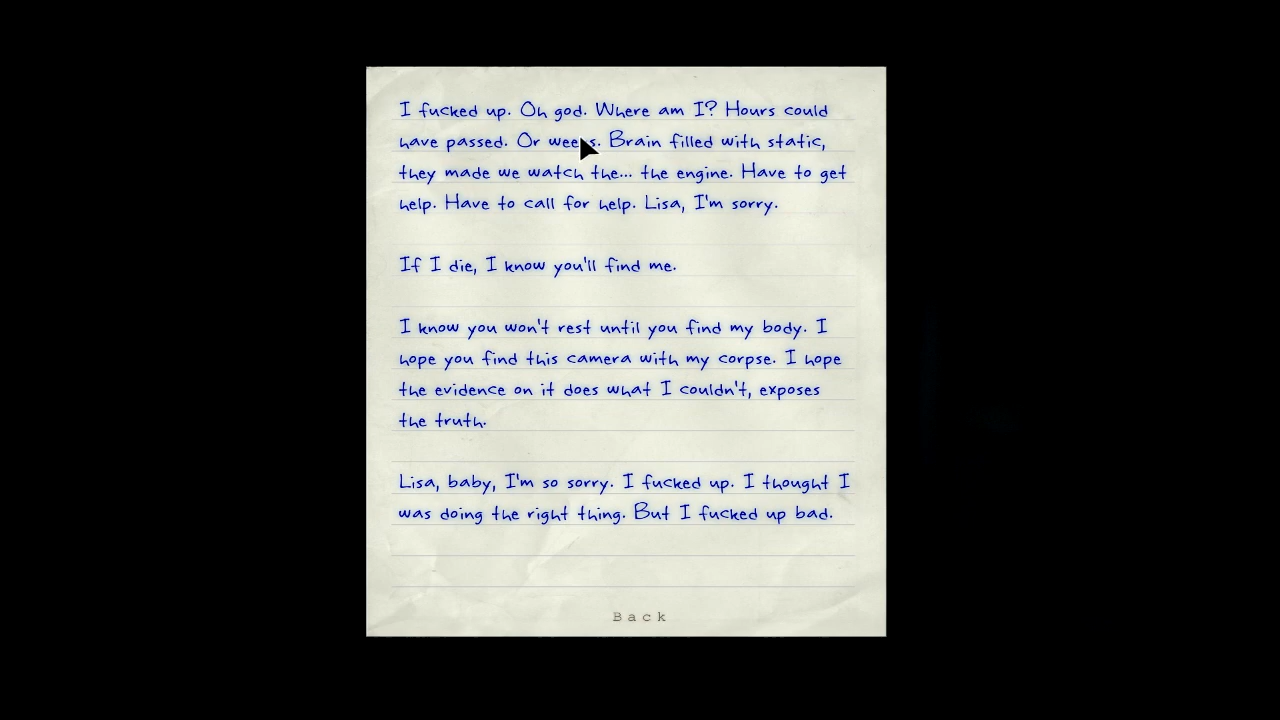 I fucked up. Oh god. Where am I? Hours could
have passed. Or weeks. Brain filled with static,
they made we watch the... the engine. Have to get
help. Have to call for help. Lisa, I'm sorry.
If I die, I know you'll find me.
I know you won't rest until you find my body. I
hope you find this camera with my corpse. I hope
the evidence on it does what I couldn't, exposes
the truth.
Lisa, baby, I'm so sorry. I fucked up. I thought I
was doing the right thing. But I fucked up bad.
Back